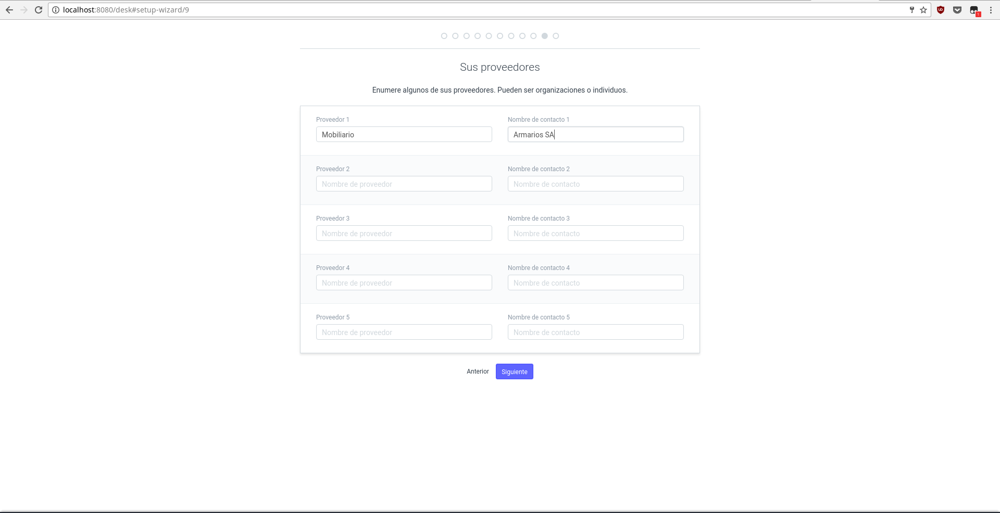 localhost:8080/desk#setup-wizard/9
1
Sus proveedores
Enumere algunos de sus proveedores. Pueden ser organizaciones o individuos.
Proveedor 1 Nombre de contacto 1
Mobiliario Armarios SA
Proveedor 2 Nombre de contacto 2
Nombre de proveedor Nombre de contacto
Proveedor 3 Nombre de contacto 3
Nombre de proveedor Nombre de contacto
Proveedor 4 Nombre de contacto 4
Nombre de proveedor Nombre de contacto
Proveedor 5 Nombre de contacto 5
Nombre de proveedor Nombre de contacto
Anterior Siguiente